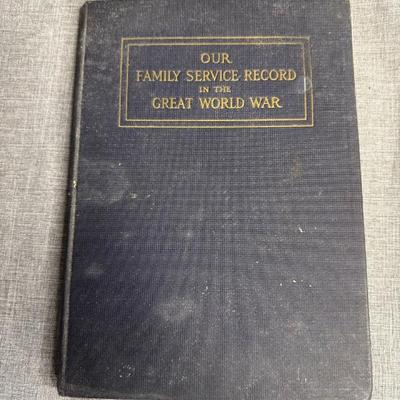 OUR
FAMILY SERVICE RECORD
IN THE
GREAT WORLD WAR